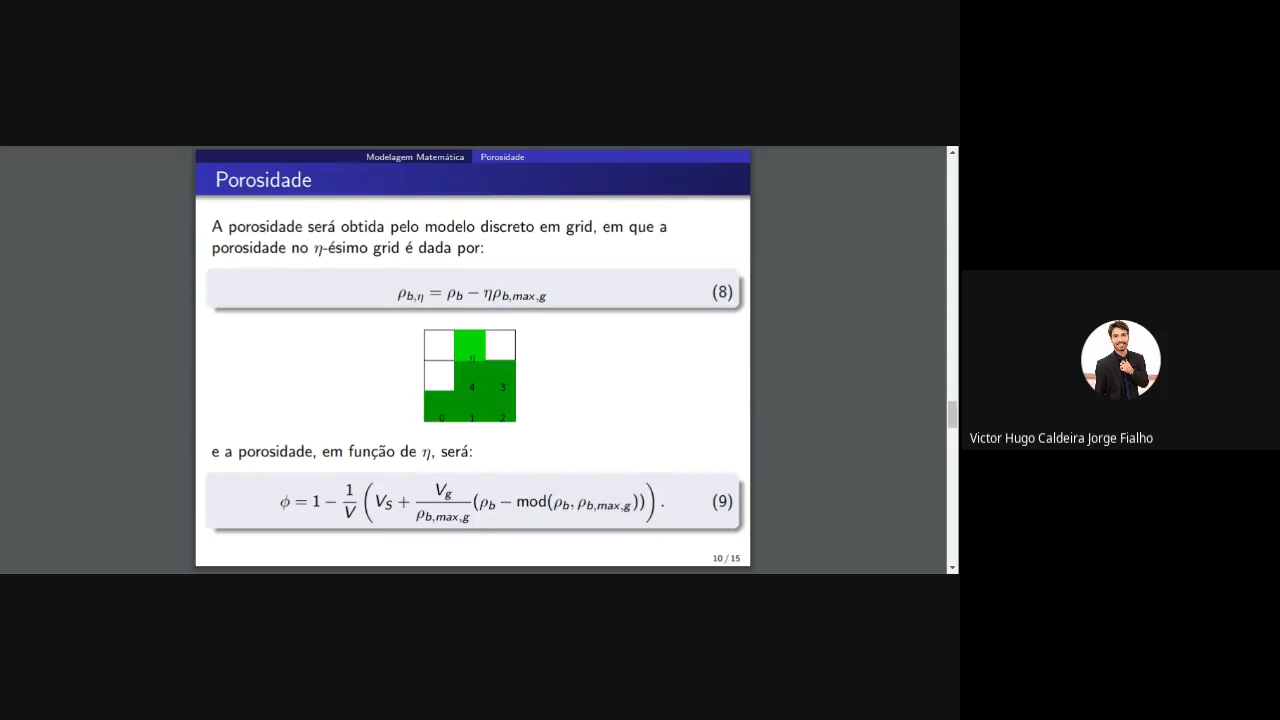 Modelagem Matemática Porosidade
Porosidade
A porosidade será obtida pelo modelo discreto em grid, em que a
porosidade no η-ésimo grid é dada por:
ρ_{b,η} = ρ_b − ηρ_{b,max,g} (8)
η
4 3
0 1 2
e a porosidade, em função de η, será:
ϕ = 1 − \frac{1}{V} ( V_S + \frac{V_g}{ρ_{b,max,g}} (ρ_b − mod(ρ_b, ρ_{b,max,g})) ) . (9)
10 / 15
Victor Hugo Caldeira Jorge Fialho